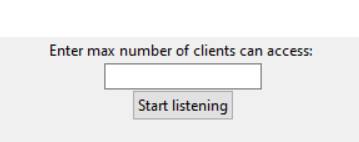 Enter max number of clients can access:
Start listening